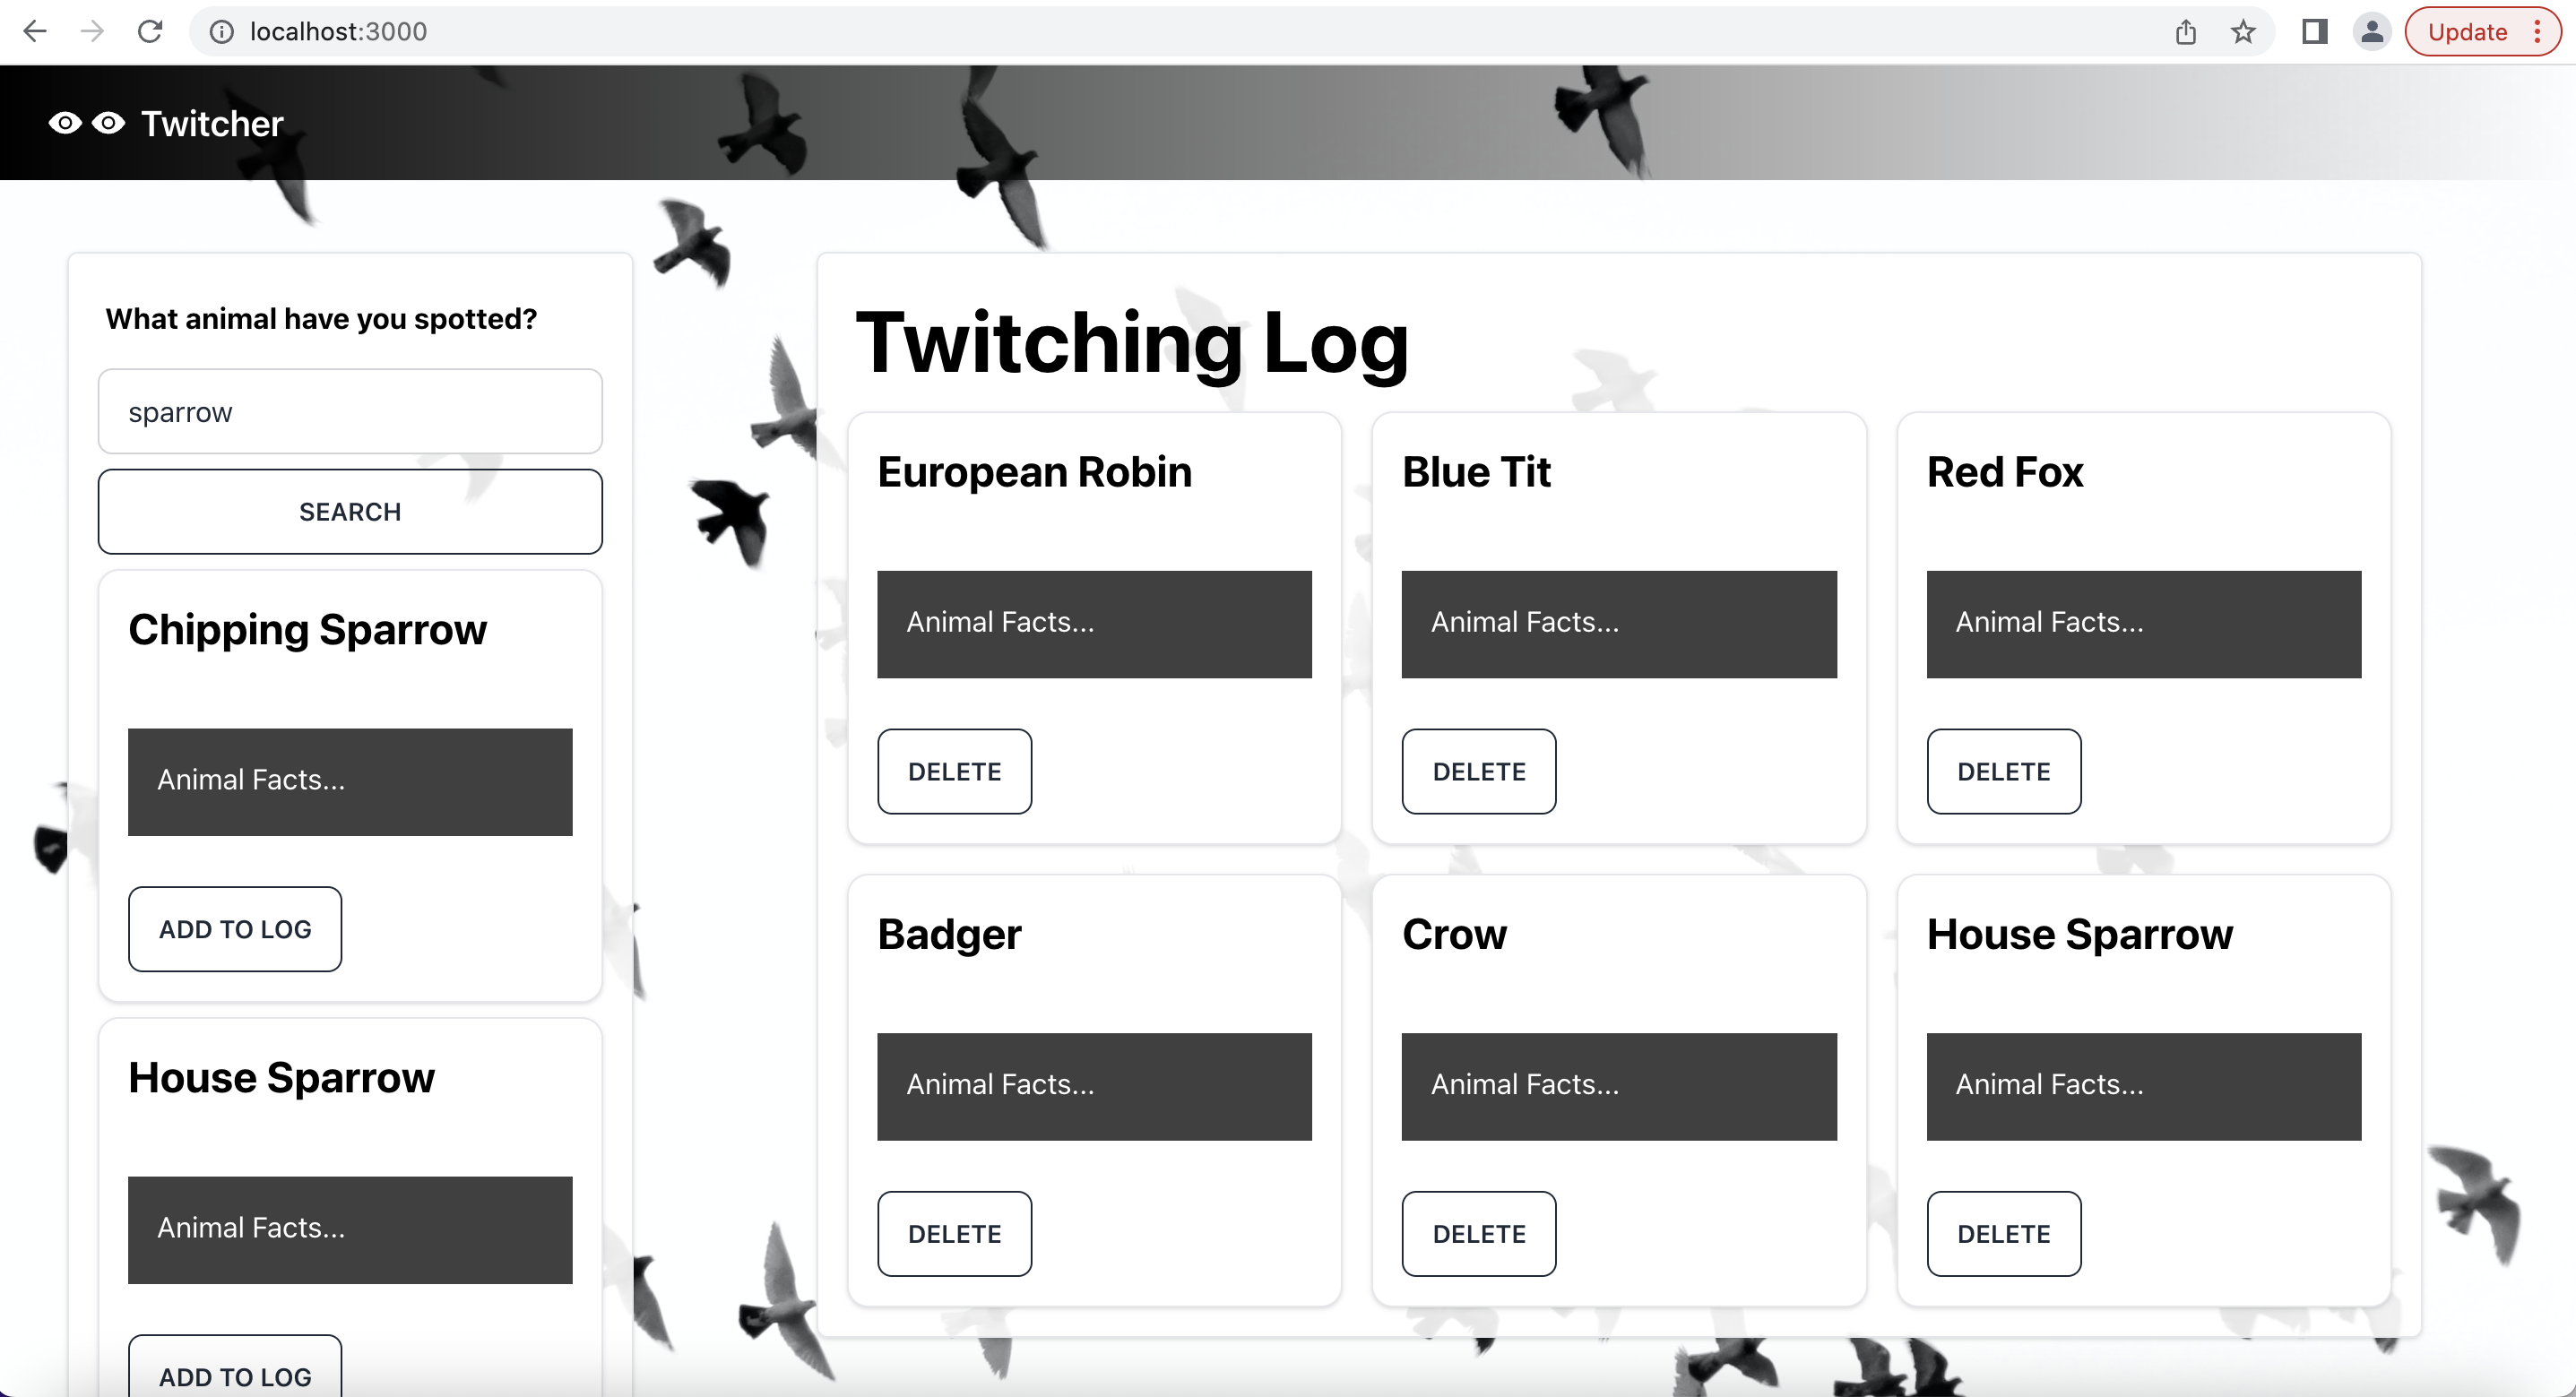 localhost:3000
Update
Twitcher
What animal have you spotted?
sparrow
SEARCH
Chipping Sparrow
Animal Facts...
ADD TO LOG
House Sparrow
Animal Facts...
ADD TO LOG
Twitching Log
European Robin
Animal Facts...
DELETE
Blue Tit
Animal Facts...
DELETE
Red Fox
Animal Facts...
DELETE
Badger
Animal Facts...
DELETE
Crow
Animal Facts...
DELETE
House Sparrow
Animal Facts...
DELETE